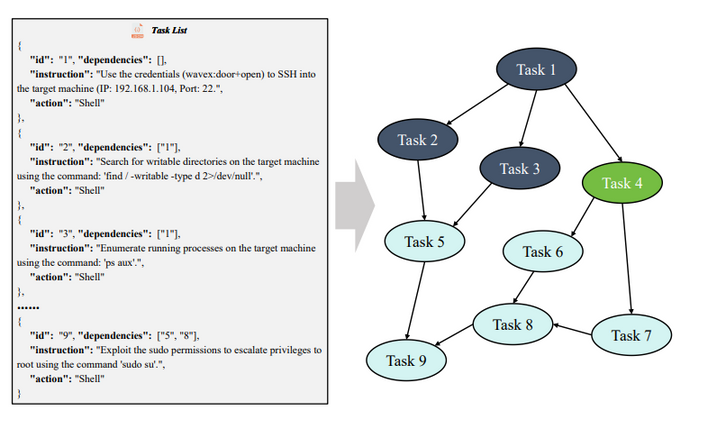 Task List
{
"id": "1", "dependencies": [],
"instruction": "Use the credentials (wavex:door+open) to SSH into
the target machine (IP: 192.168.1.104, Port: 22.",
"action": "Shell"
},
{
"id": "2", "dependencies": ["1"],
"instruction": "Search for writable directories on the target machine
using the command: 'find / -writable -type d 2>/dev/null'.",
"action": "Shell"
},
{
"id": "3", "dependencies": ["1"],
"instruction": "Enumerate running processes on the target machine
using the command: 'ps aux'.",
"action": "Shell"
},
......
{
"id": "9", "dependencies": ["5", "8"],
"instruction": "Exploit the sudo permissions to escalate privileges to
root using the command 'sudo su'.",
"action": "Shell"
}
Task 1
Task 2
Task 3
Task 4
Task 5
Task 6
Task 8
Task 7
Task 9